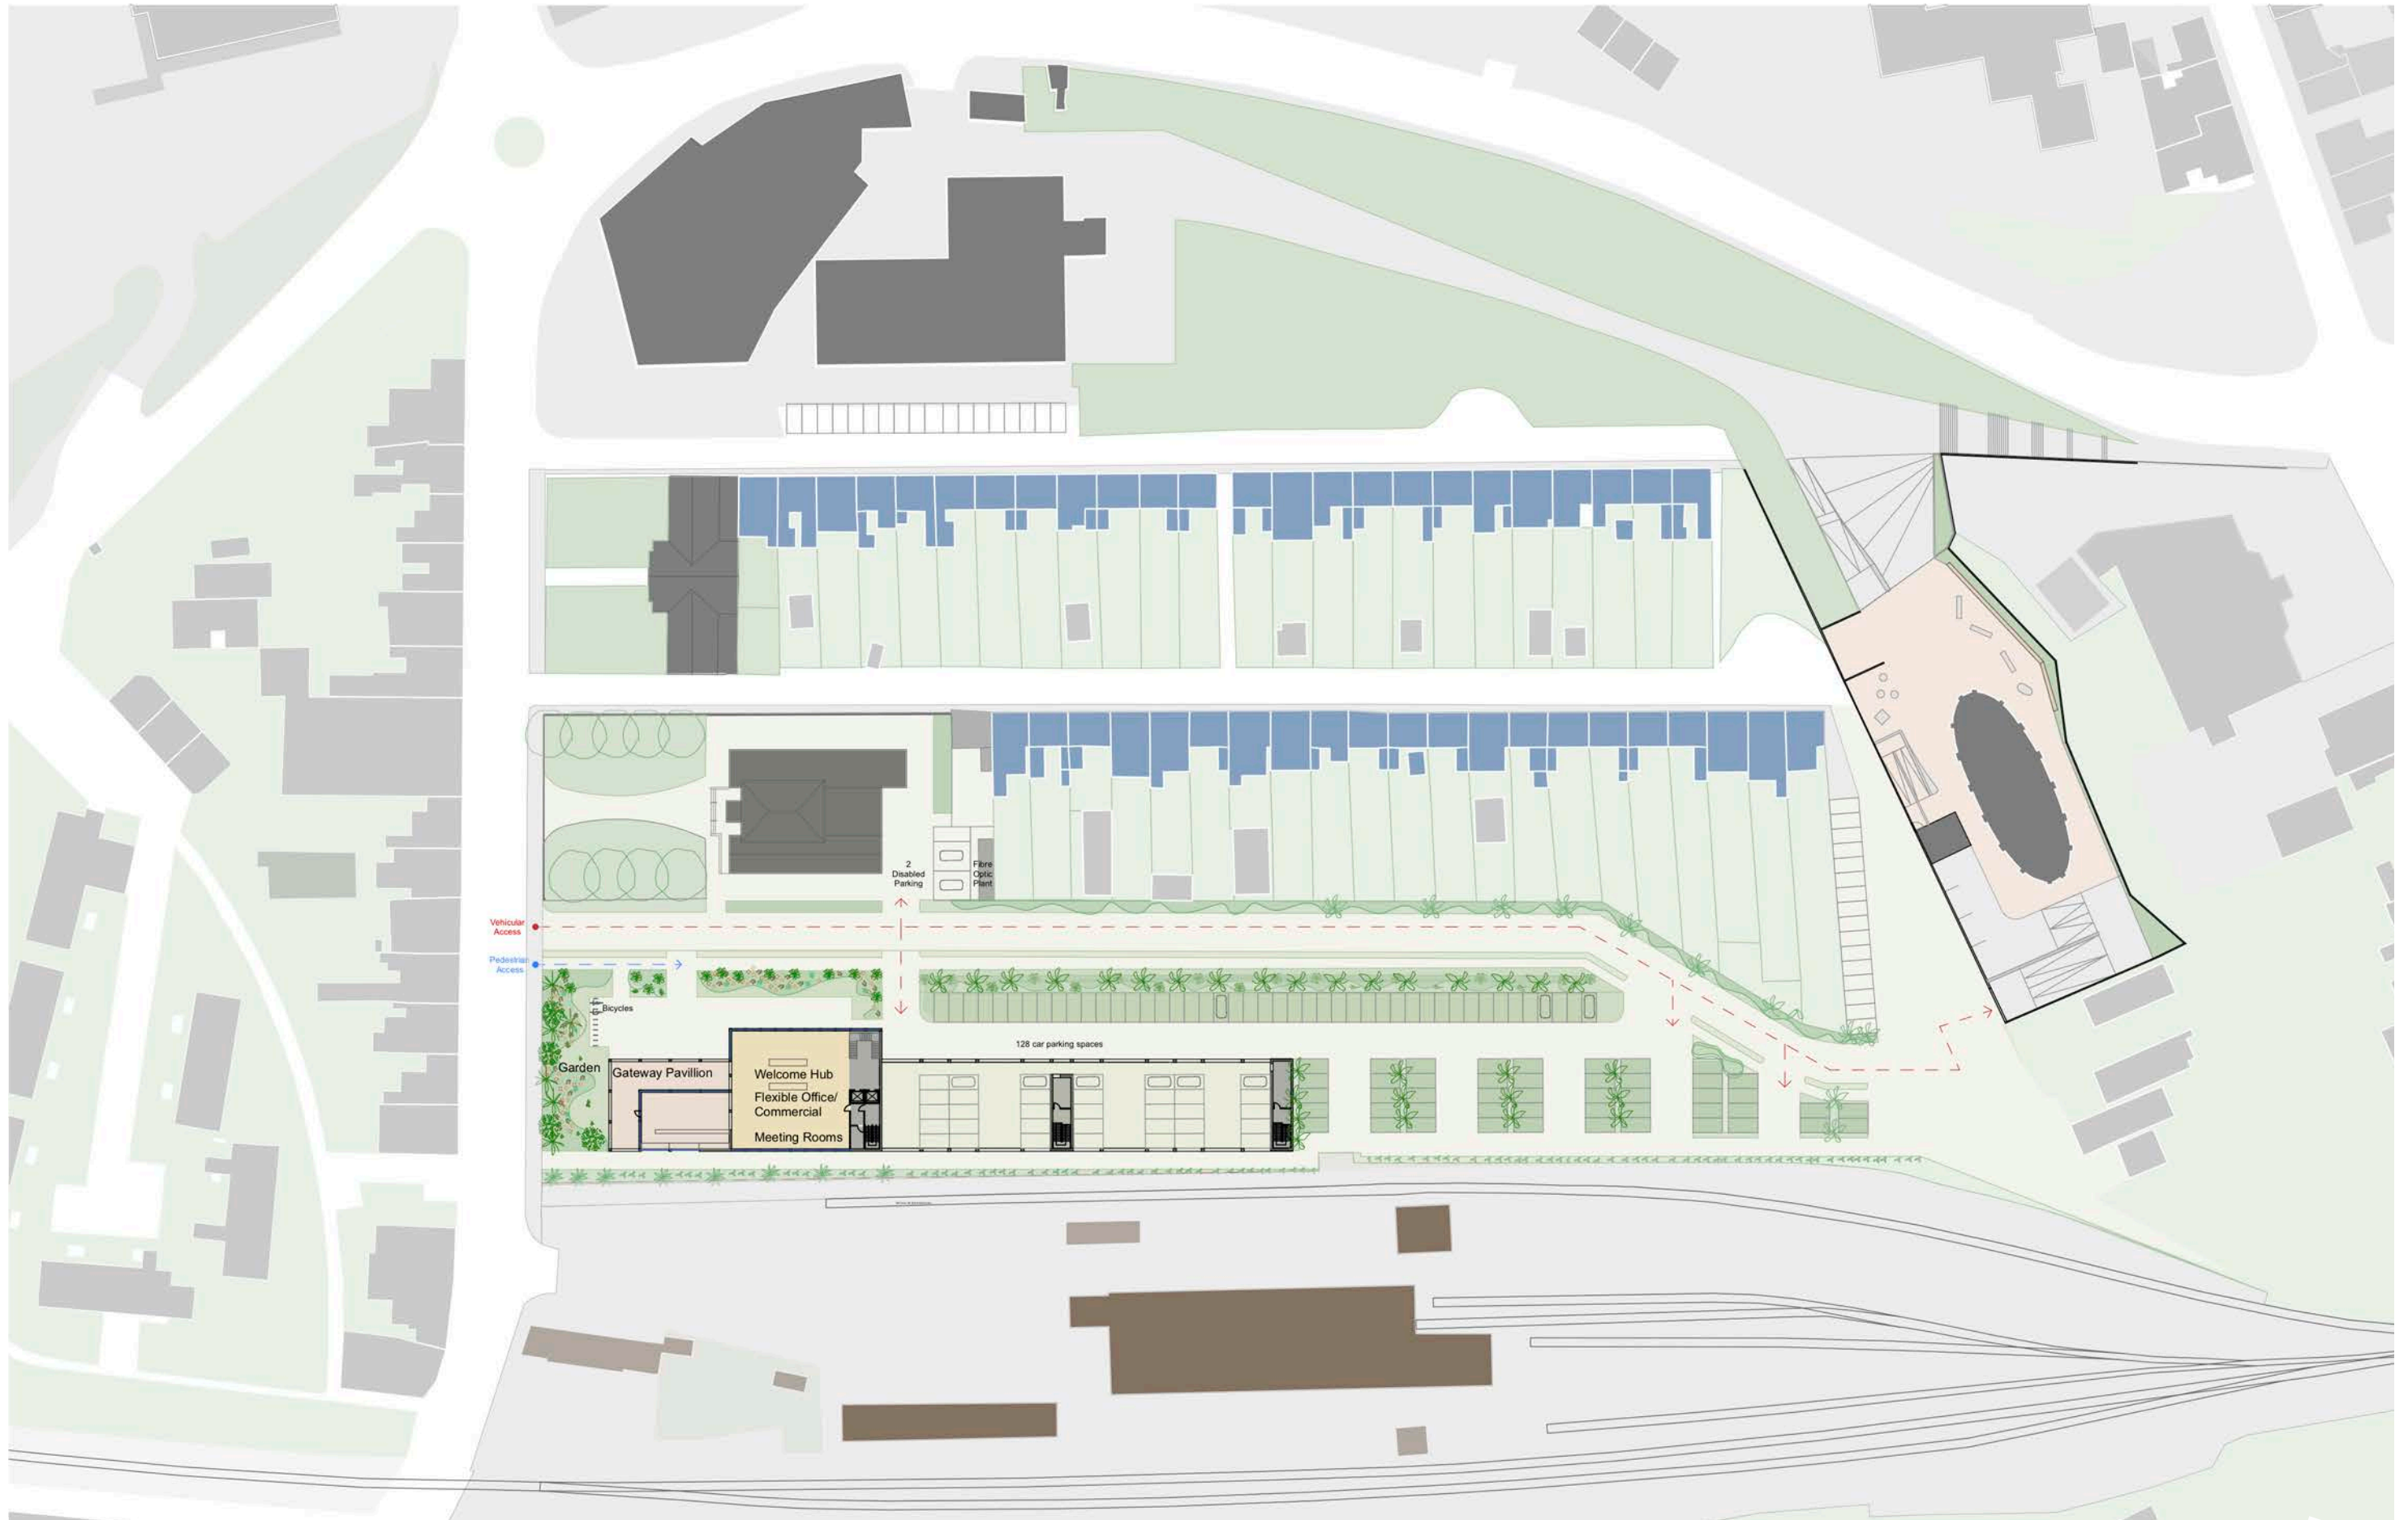 2
Disabled
Parking
Fibre
Optic
Plant
Vehicular
Access
Pedestrian
Access
Bicycles
128 car parking spaces
Garden
Gateway Pavillion
Welcome Hub
Flexible Office/
Commercial
Meeting Rooms